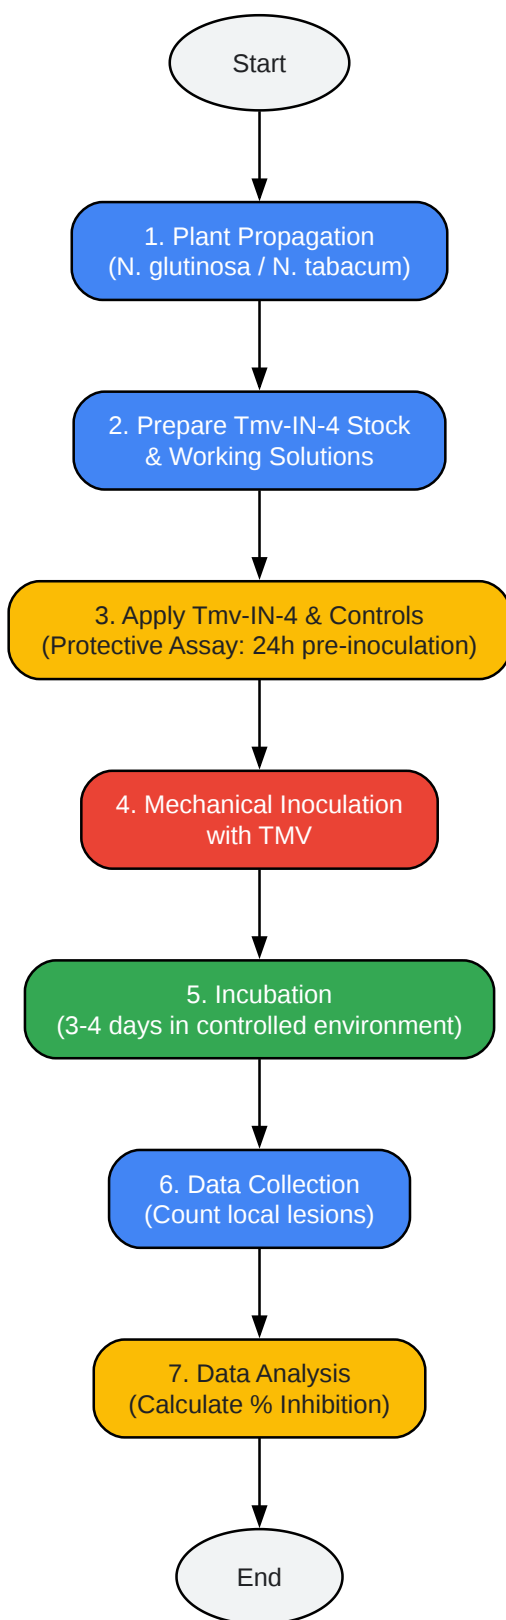 Start
1. Plant Propagation
(N. glutinosa / N. tabacum)
2. Prepare Tmv-IN-4 Stock
& Working Solutions
3. Apply Tmv-IN-4 & Controls
(Protective Assay: 24h pre-inoculation)
4. Mechanical Inoculation
with TMV
5. Incubation
(3-4 days in controlled environment)
6. Data Collection
(Count local lesions)
7. Data Analysis
(Calculate % Inhibition)
End